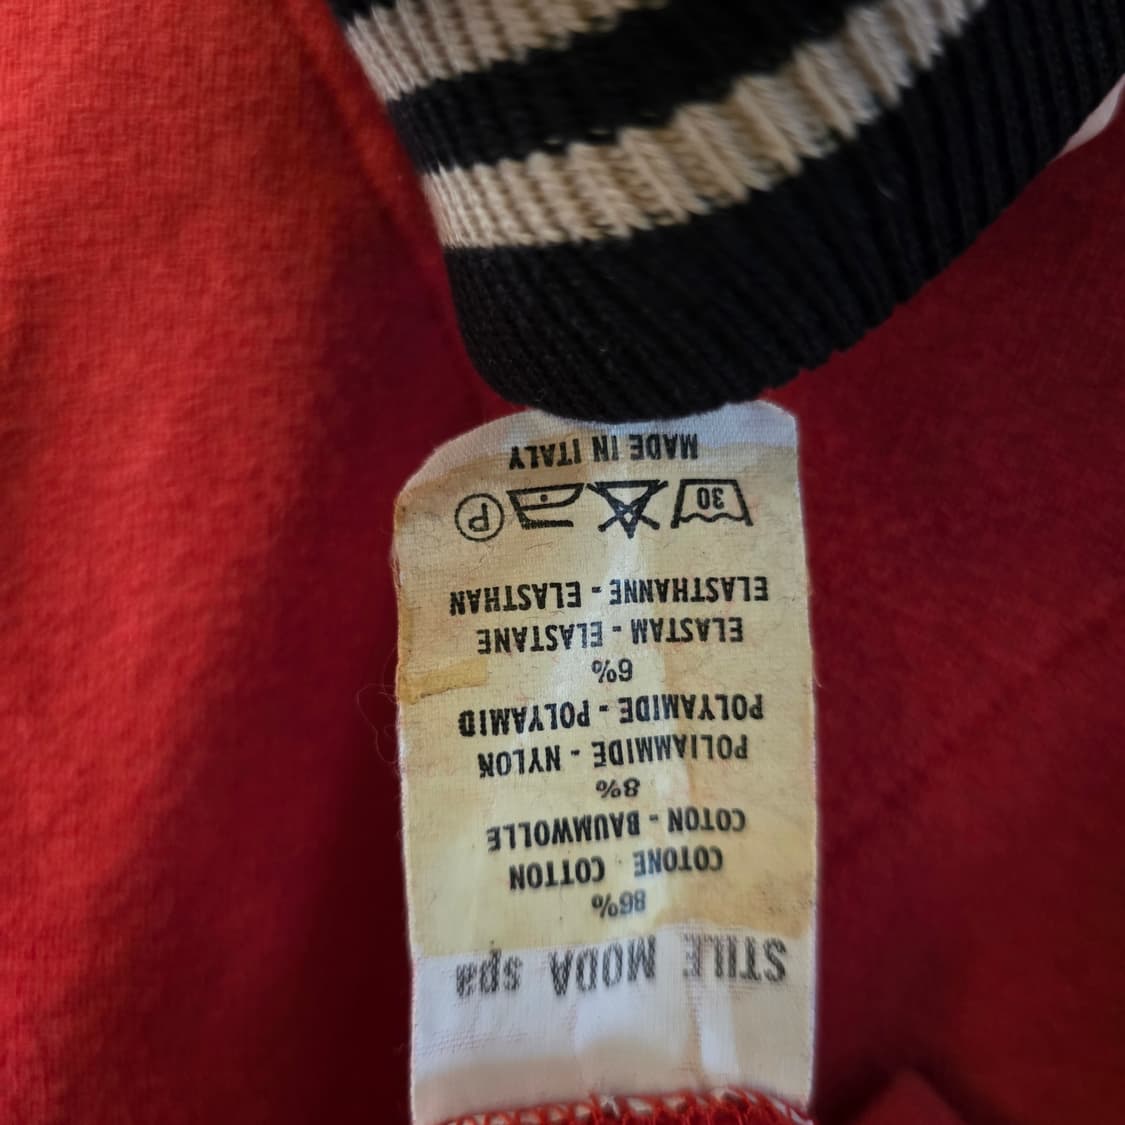 STILE MODA spa
86%
COTONE - COTTON
COTON - BAUMWOLLE
8%
POLIAMMIDE - NYLON
POLYAMIDE - POLYAMID
6%
ELASTAM - ELASTANE
ELASTHANNE - ELASTHAN
30 P
MADE IN ITALY